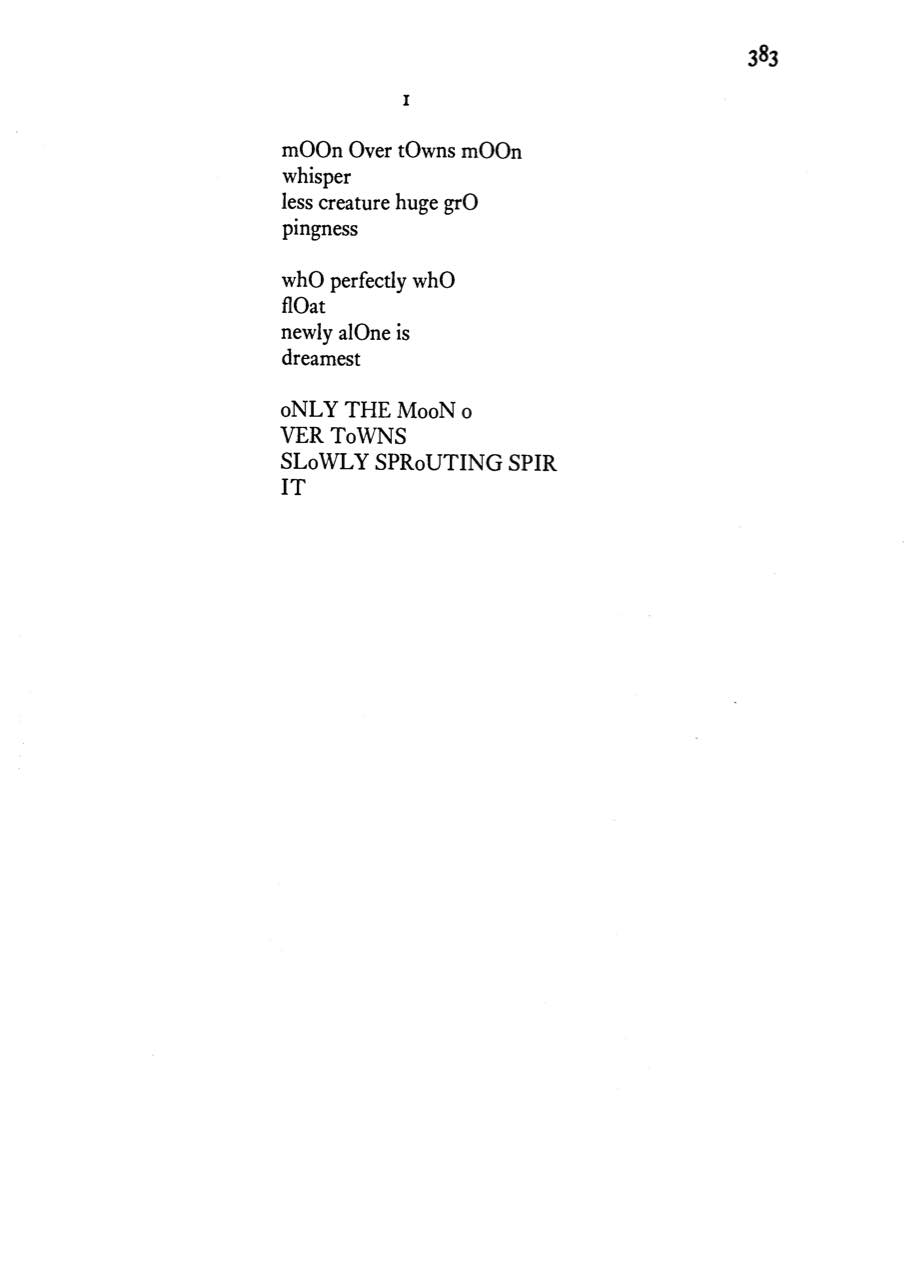 383
I
mOOn Over tOwns mOOn
whisper
less creature huge grO
pingness
whO perfectly whO
flOat
newly alOne is
dreamest
oNLY THE MooN o
VER ToWNS
SLoWLY SPRoUTING SPIR
IT